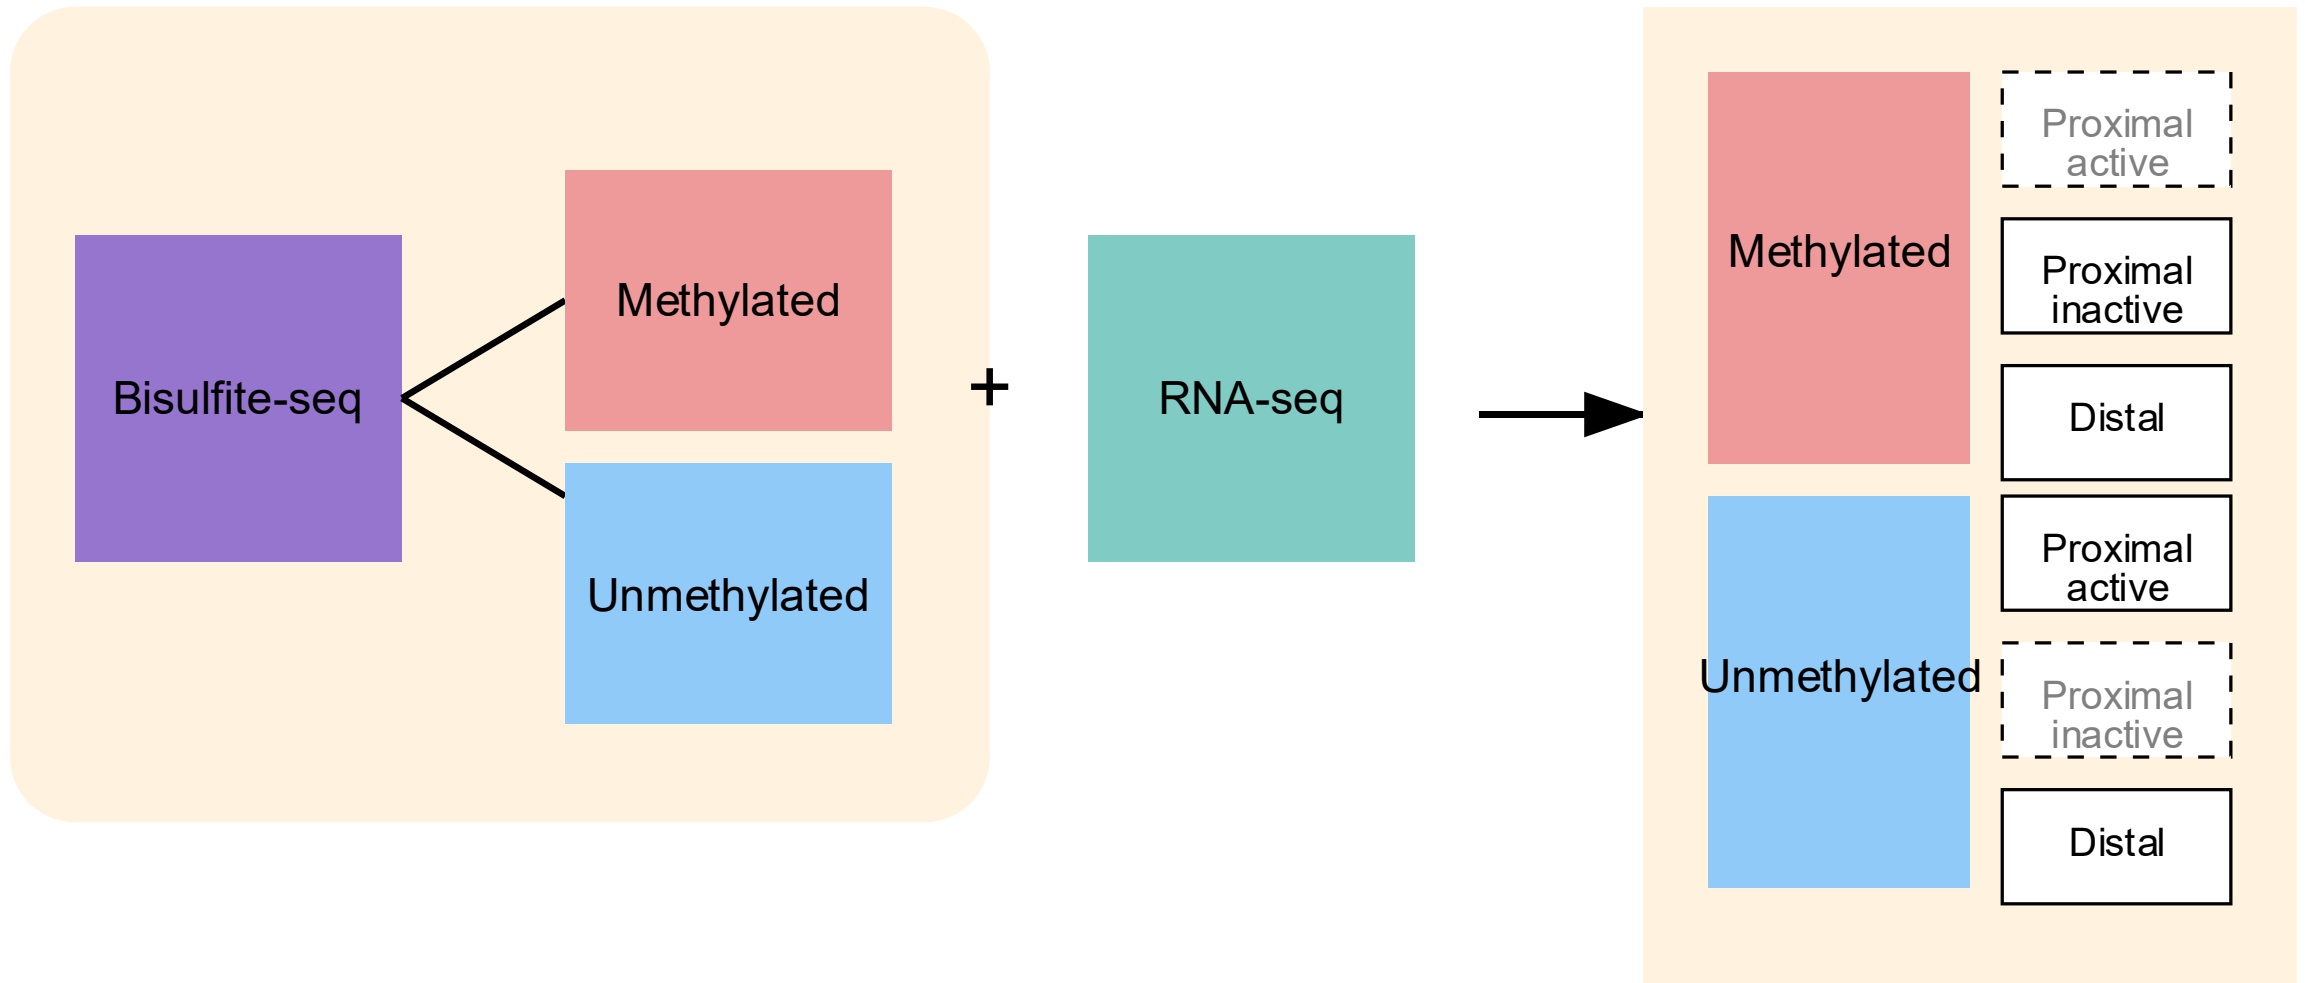 Bisulfite-seq
Methylated
Unmethylated
+
RNA-seq
Methylated
Proximal
active
Proximal
inactive
Distal
Unmethylated
Proximal
active
Proximal
inactive
Distal